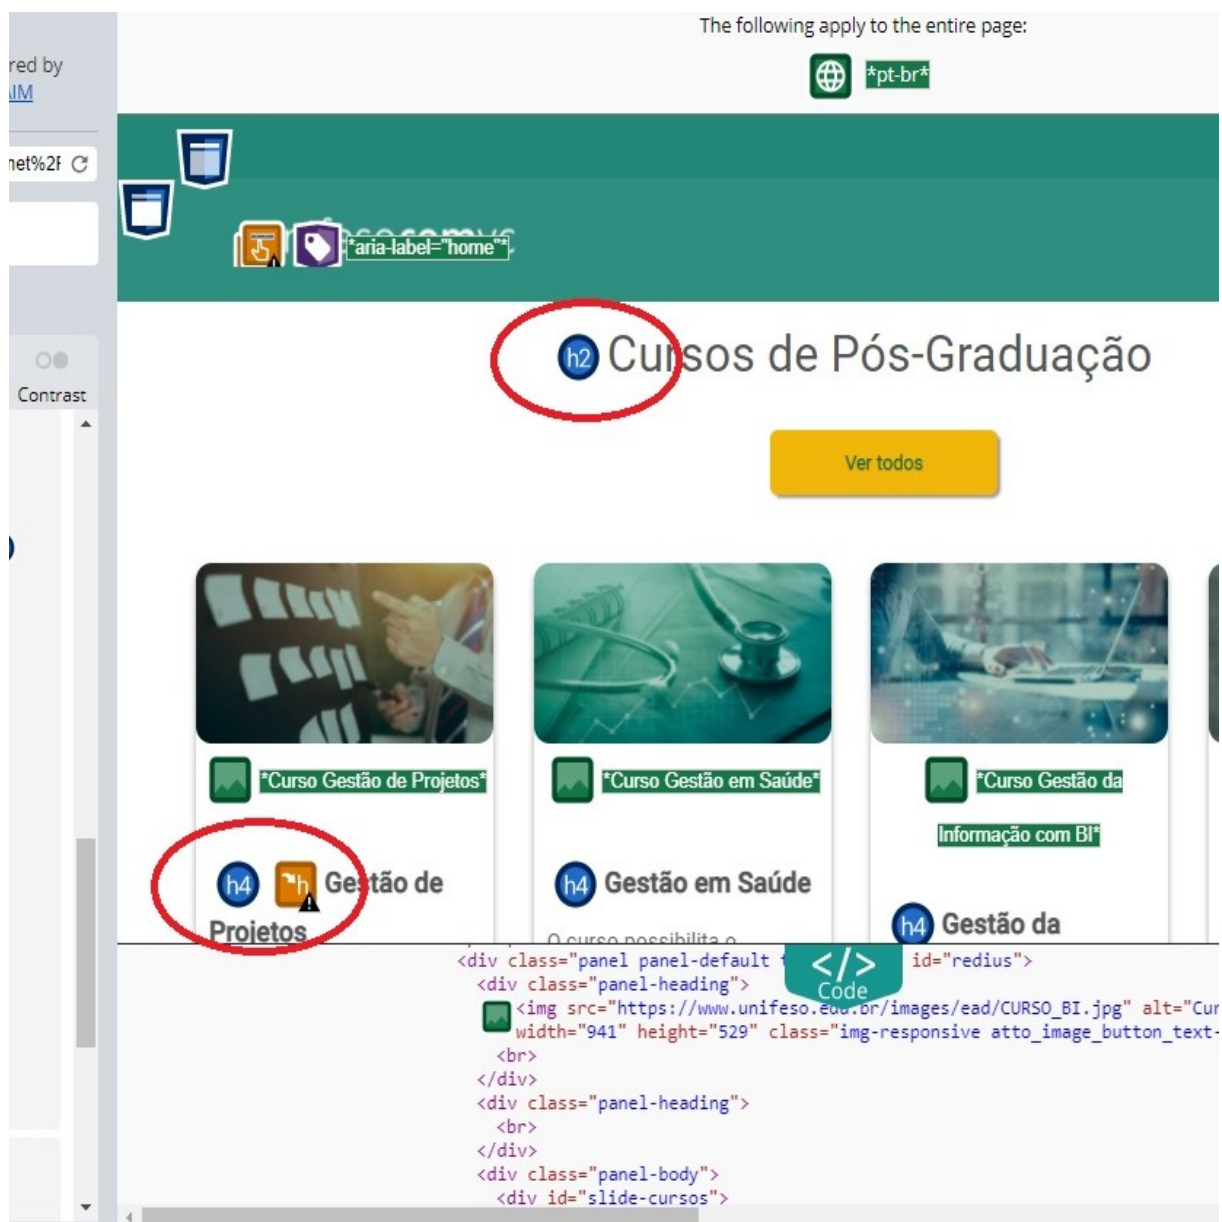 The following apply to the entire page:
*pt-br*
red by
AIM
net%2F
*aria-label="home"*
h2 Cursos de Pós-Graduação
Contrast
Ver todos
*Curso Gestão de Projetos*
*Curso Gestão em Saúde*
*Curso Gestão da
Informação com BI*
h4 h Gestão de
Projetos
h4 Gestão em Saúde
O curso possibilita o
h4 Gestão da
</>
Code
<div class="panel panel-default id="redius">
<div class="panel-heading">
<img src="https://www.unifeso.edu.br/images/ead/CURSO_BI.jpg" alt="Cur
width="941" height="529" class="img-responsive atto_image_button_text-
<br>
</div>
<div class="panel-heading">
<br>
</div>
<div class="panel-body">
<div id="slide-cursos">